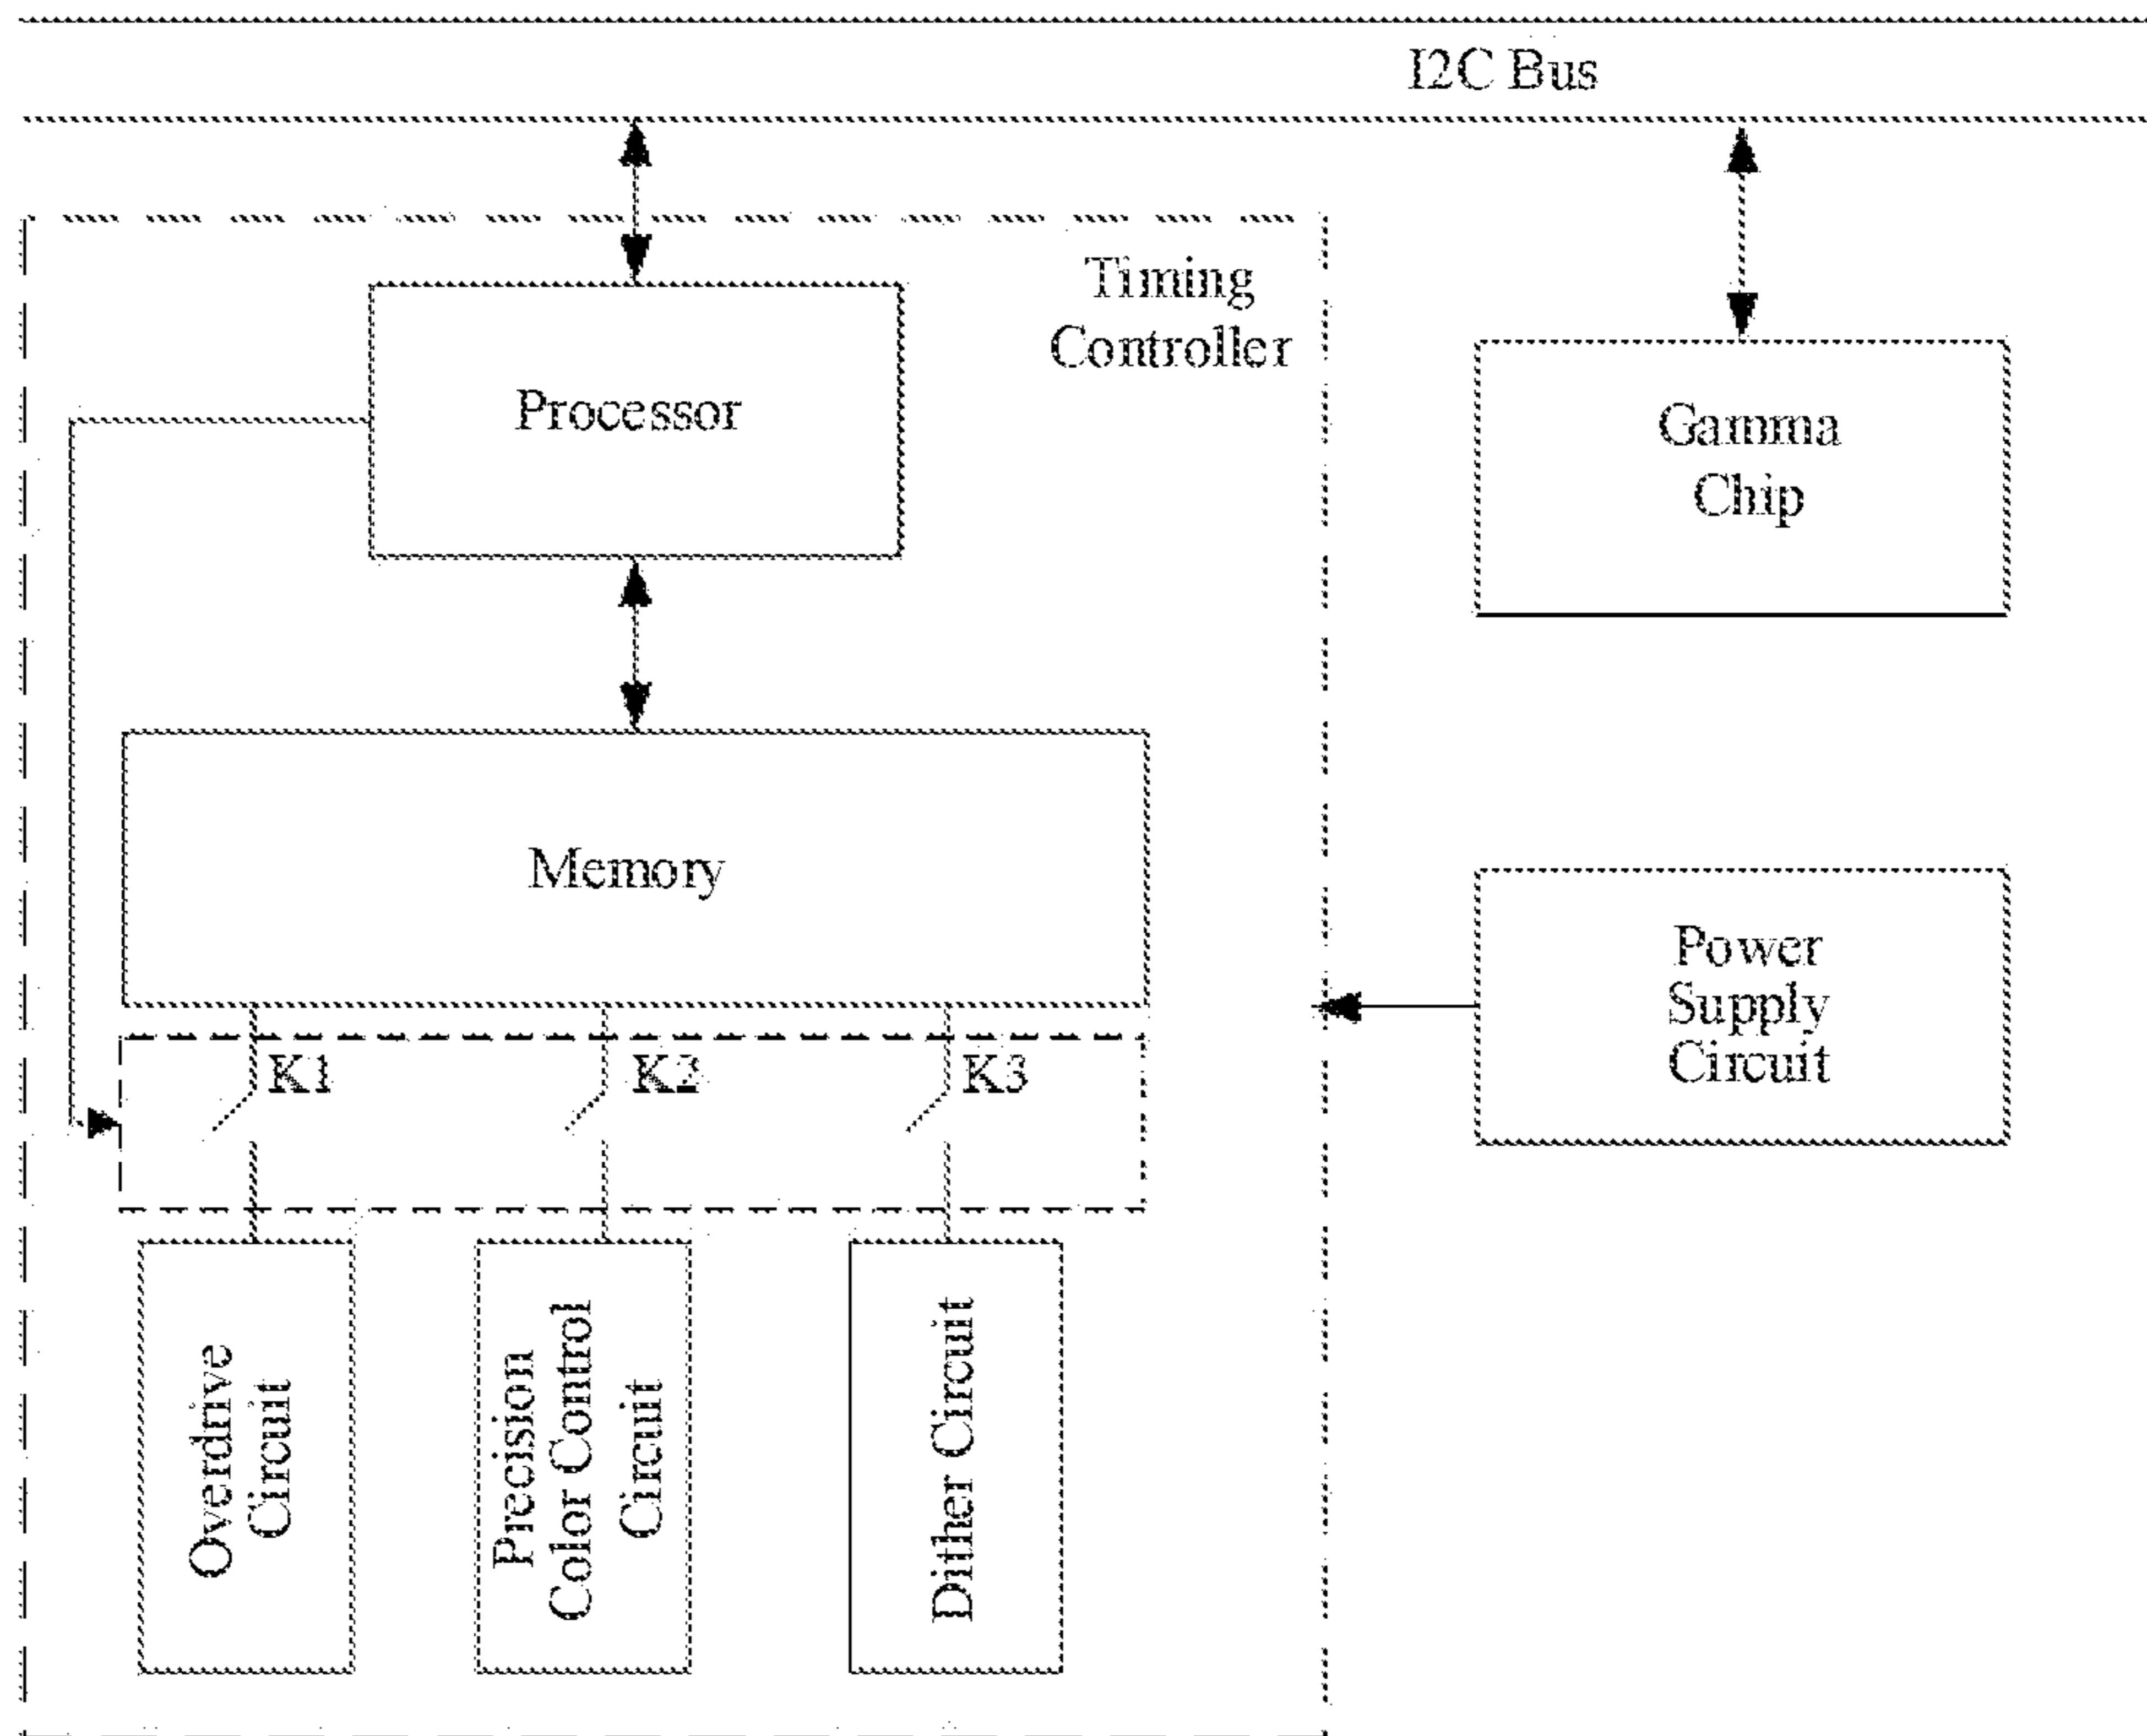 I2C Bus
Timing
Controller
Processor
Gamma
Chip
Memory
Power
Supply
Circuit
K1
K2
K3
Overdrive
Circuit
Precision
Color Control
Circuit
Dither Circuit